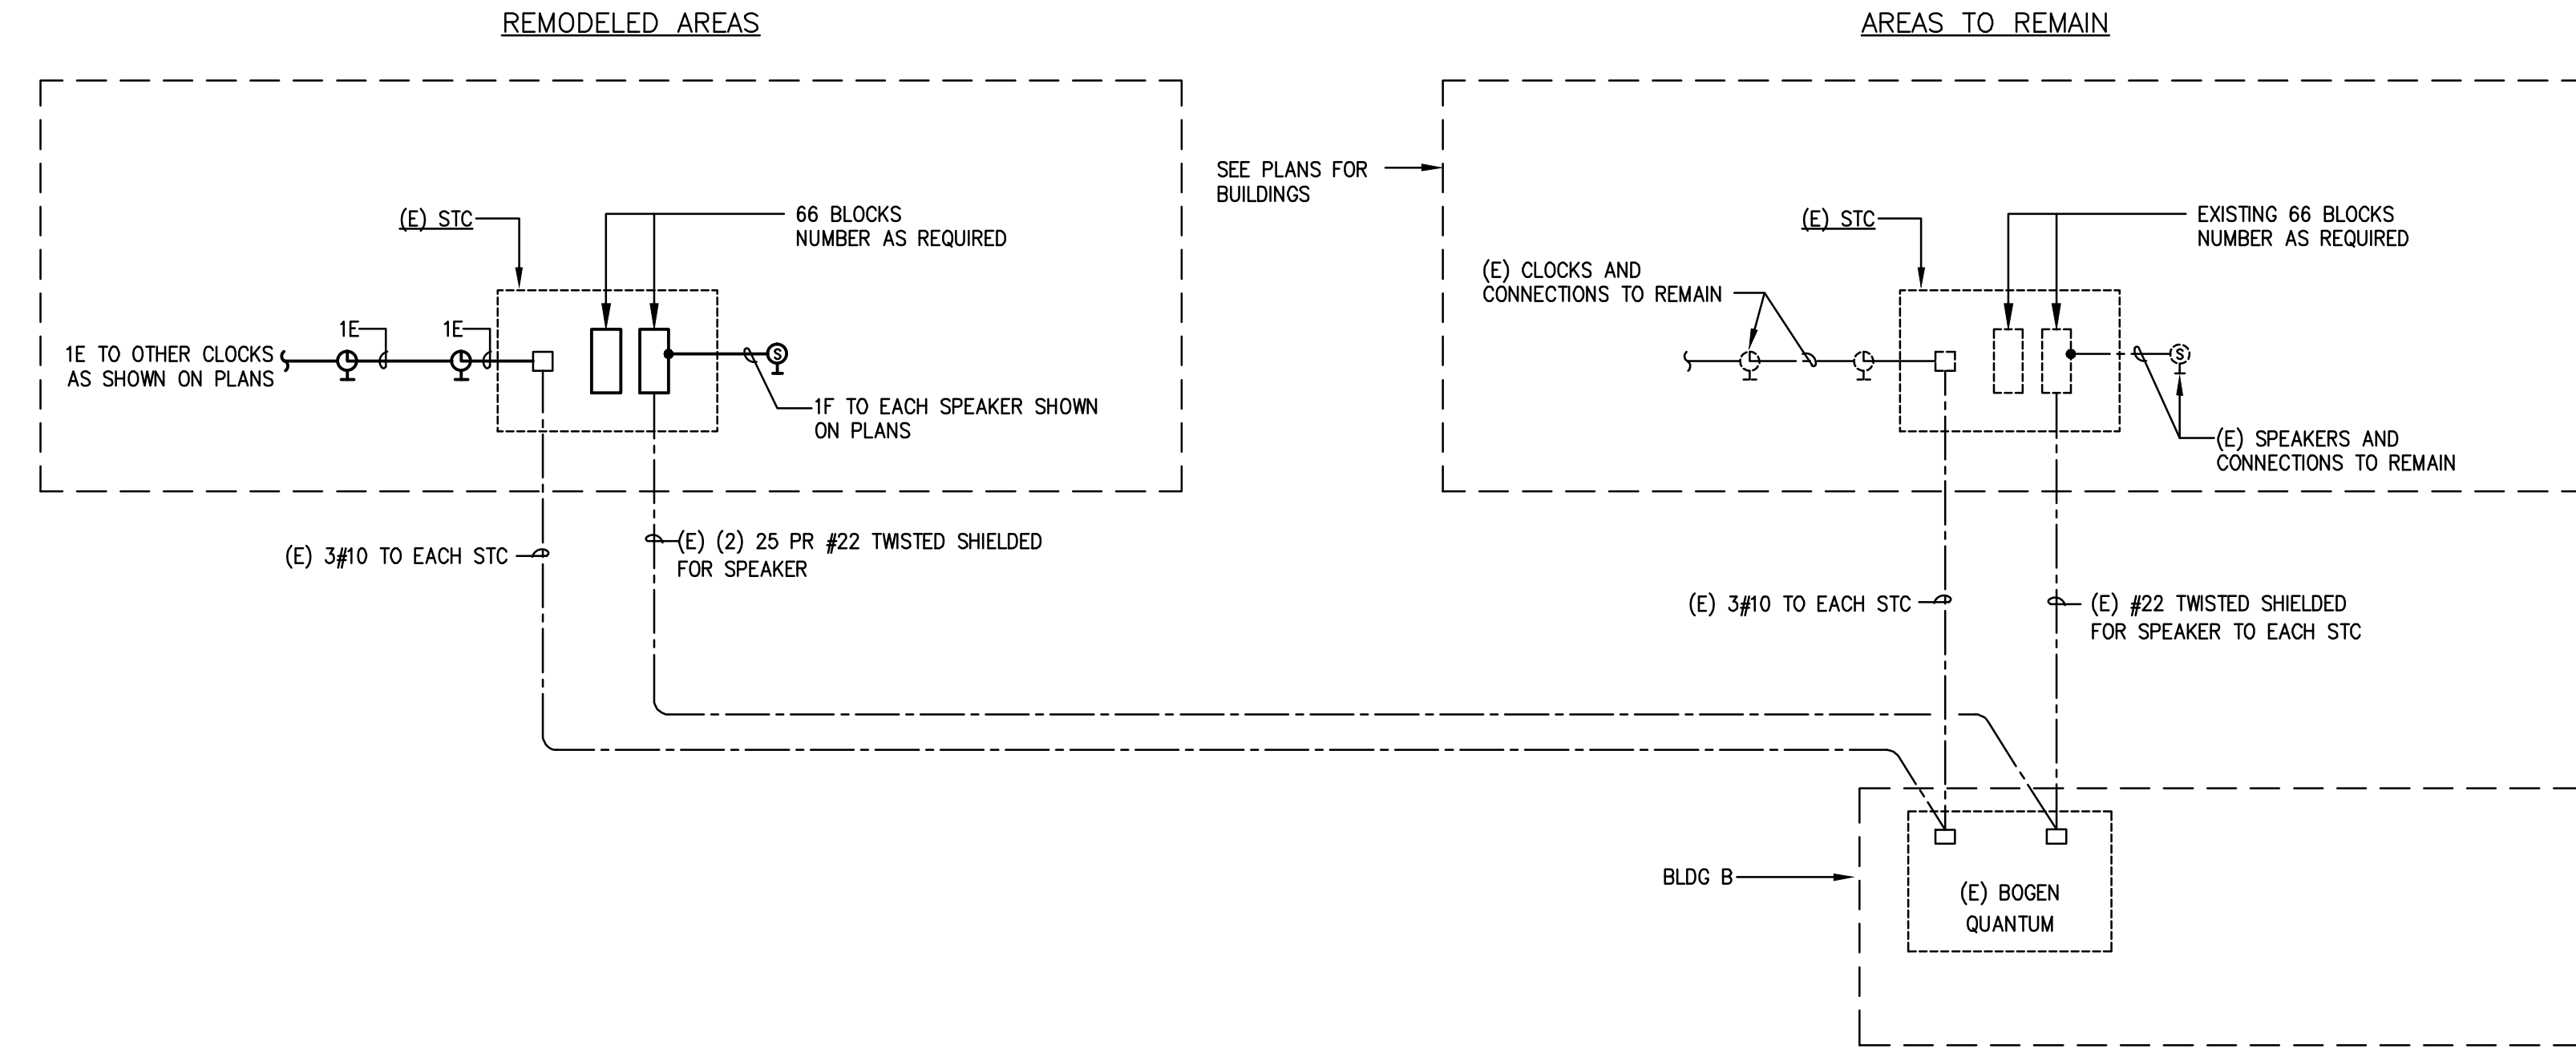 REMODELED AREAS
AREAS TO REMAIN
SEE PLANS FOR
BUILDINGS
(E) STC
66 BLOCKS
NUMBER AS REQUIRED
1E
1E
1E TO OTHER CLOCKS
AS SHOWN ON PLANS
S
1F TO EACH SPEAKER SHOWN
ON PLANS
(E) 3#10 TO EACH STC
(E) (2) 25 PR #22 TWISTED SHIELDED
FOR SPEAKER
(E) STC
EXISTING 66 BLOCKS
NUMBER AS REQUIRED
(E) CLOCKS AND
CONNECTIONS TO REMAIN
S
(E) SPEAKERS AND
CONNECTIONS TO REMAIN
(E) 3#10 TO EACH STC
(E) #22 TWISTED SHIELDED
FOR SPEAKER TO EACH STC
BLDG B
(E) BOGEN
QUANTUM